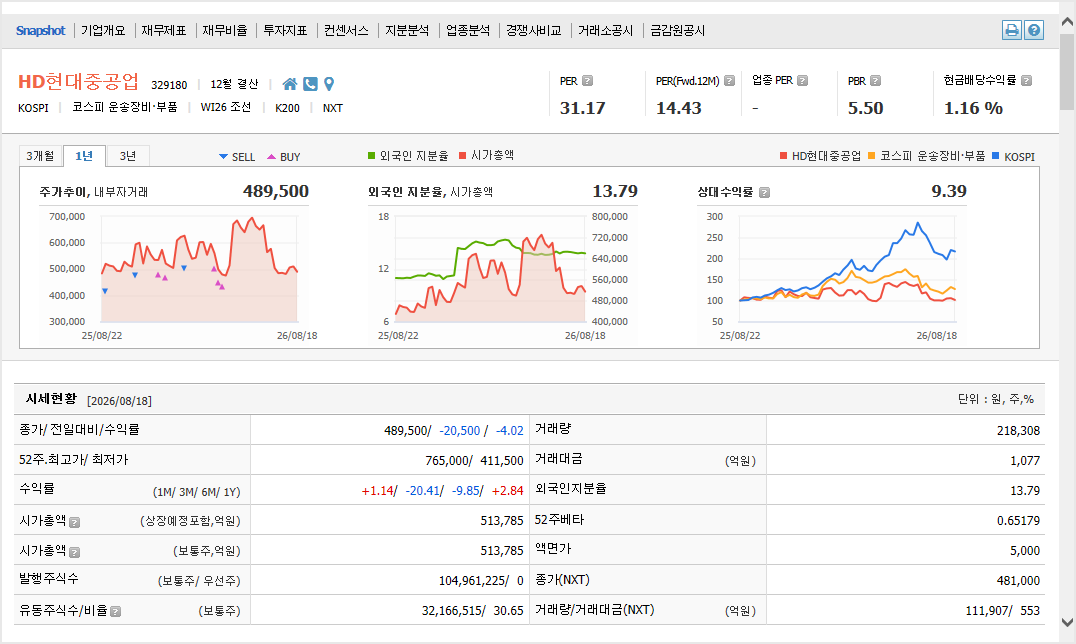 Snapshot 기업개요 재무제표 재무비율 투자지표 컨센서스 지분분석 업종분석 경쟁사비교 거래소공시 금감원공시
HD현대중공업 329180 12월 결산
KOSPI 코스피 운송장비·부품 WI26 조선 K200 NXT
PER ? PER(Fwd.12M) ? 업종 PER ? PBR ? 현금배당수익률 ?
31.17 14.43 - 5.50 1.16 %
3개월 1년 3년 SELL BUY 외국인 지분율 시가총액 HD현대중공업 코스피 운송장비·부품 KOSPI
주가추이, 내부자거래 489,500
700,000
600,000
500,000
400,000
300,000
25/08/22 26/08/18
외국인 지분율, 시가총액 13.79
18 800,000
720,000
640,000
12 560,000
480,000
6 400,000
25/08/22 26/08/18
상대수익률 ? 9.39
300
250
200
150
100
50
25/08/22 26/08/18
시세현황 [2026/08/18] 단위 : 원, 주,%
종가/ 전일대비/수익률 489,500/ -20,500 / -4.02 거래량 218,308
52주.최고가/ 최저가 765,000/ 411,500 거래대금 (억원) 1,077
수익률 (1M/ 3M/ 6M/ 1Y) +1.14/ -20.41/ -9.85/ +2.84 외국인지분율 13.79
시가총액 ? (상장예정포함,억원) 513,785 52주베타 0.65179
시가총액 ? (보통주,억원) 513,785 액면가 5,000
발행주식수 (보통주/ 우선주) 104,961,225/ 0 종가(NXT) 481,000
유동주식수/비율 ? (보통주) 32,166,515/ 30.65 거래량/거래대금(NXT) (억원) 111,907/ 553